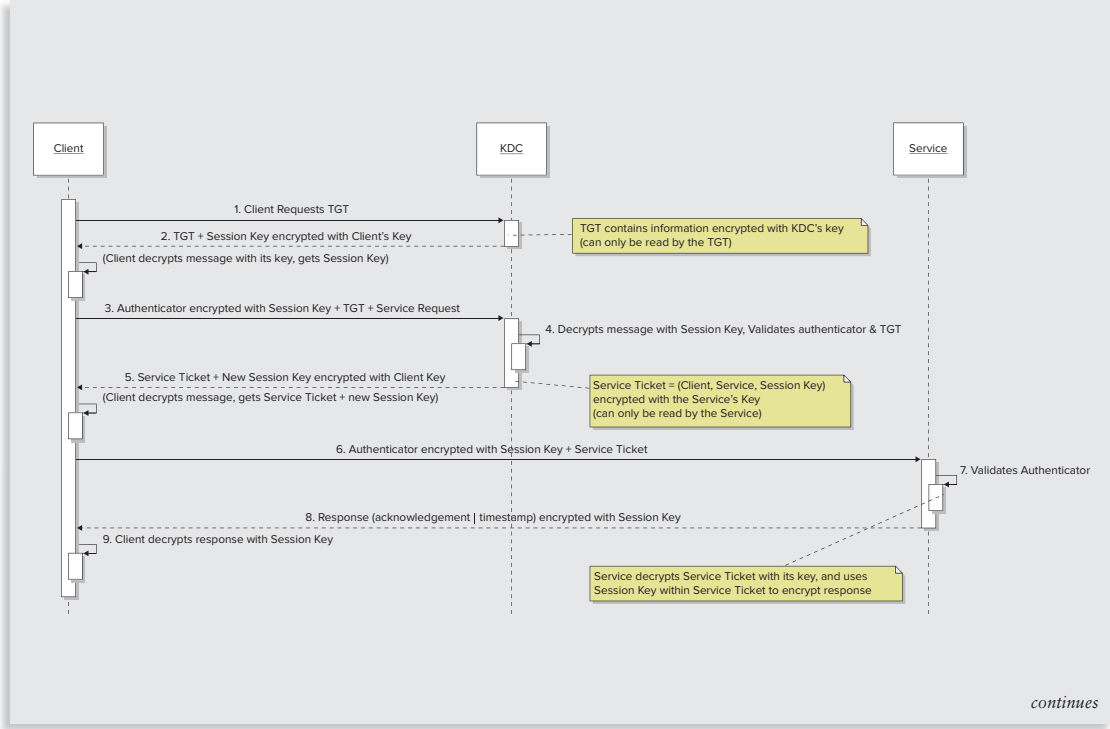 Client
KDC
Service
1. Client Requests TGT
TGT contains information encrypted with KDC's key
(can only be read by the TGT)
2. TGT + Session Key encrypted with Client's Key
(Client decrypts message with its key, gets Session Key)
3. Authenticator encrypted with Session Key + TGT + Service Request
4. Decrypts message with Session Key, Validates authenticator & TGT
5. Service Ticket + New Session Key encrypted with Client Key
Service Ticket = (Client, Service, Session Key)
encrypted with the Service's Key
(can only be read by the Service)
(Client decrypts message, gets Service Ticket + new Session Key)
6. Authenticator encrypted with Session Key + Service Ticket
7. Validates Authenticator
8. Response (acknowledgement | timestamp) encrypted with Session Key
9. Client decrypts response with Session Key
Service decrypts Service Ticket with its key, and uses
Session Key within Service Ticket to encrypt response
continues